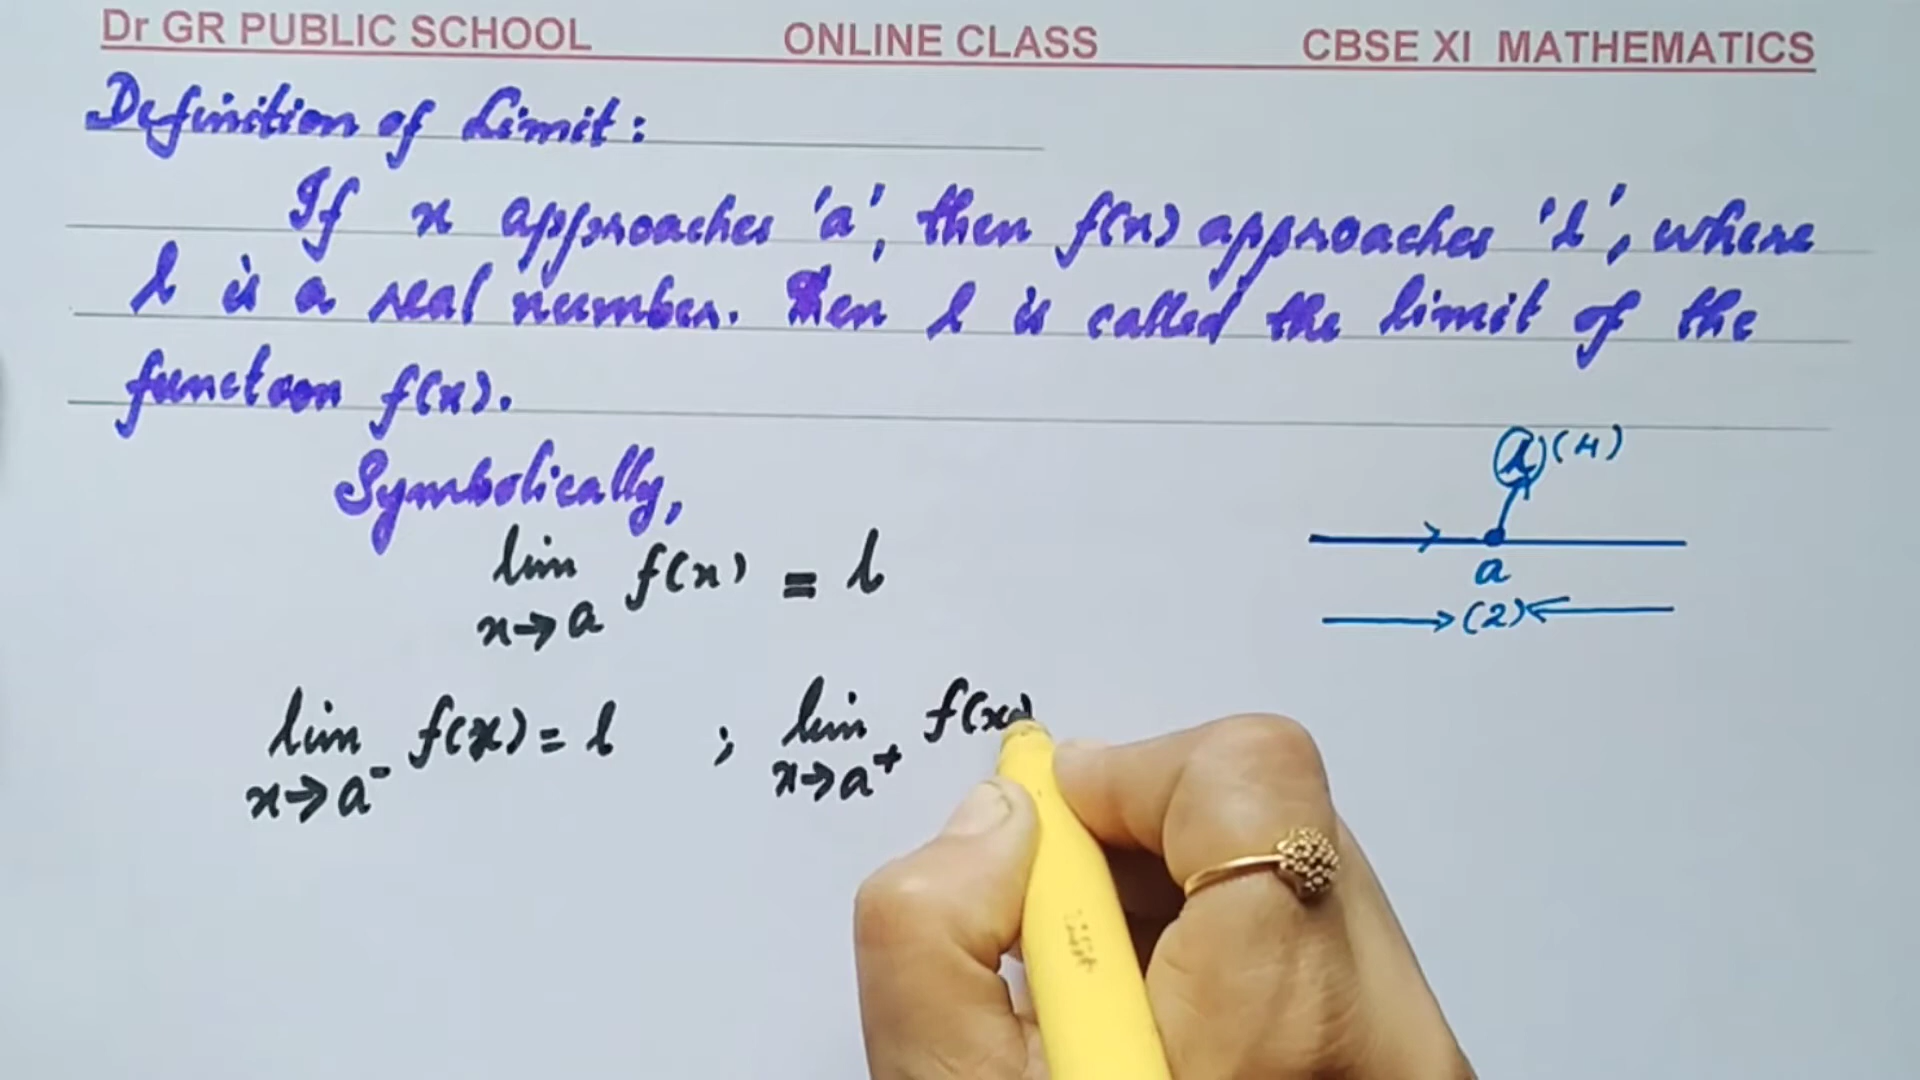 Dr GR PUBLIC SCHOOL ONLINE CLASS CBSE XI MATHEMATICS
Definition of Limit:
If x approaches 'a', then f(x) approaches 'l', where
l is a real number. Then l is called the limit of the
function f(x).
Symbolically,
lim f(x) = l
x→a
l (4)
a
(2)
lim f(x) = l ; lim f(x)
x→a⁻ x→a⁺